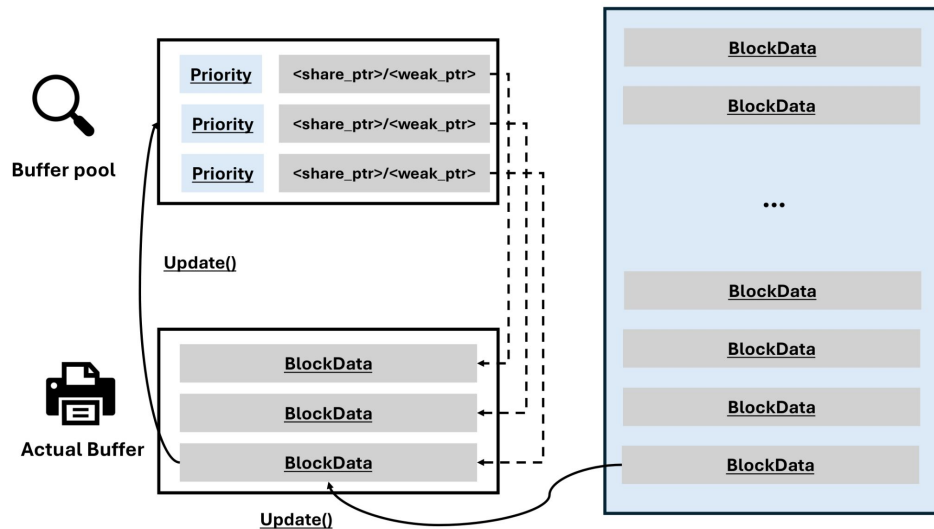 Buffer pool
Priority
<share_ptr>/<weak_ptr>
Priority
<share_ptr>/<weak_ptr>
Priority
<share_ptr>/<weak_ptr>
Update()
Actual Buffer
BlockData
BlockData
BlockData
Update()
BlockData
BlockData
...
BlockData
BlockData
BlockData
BlockData